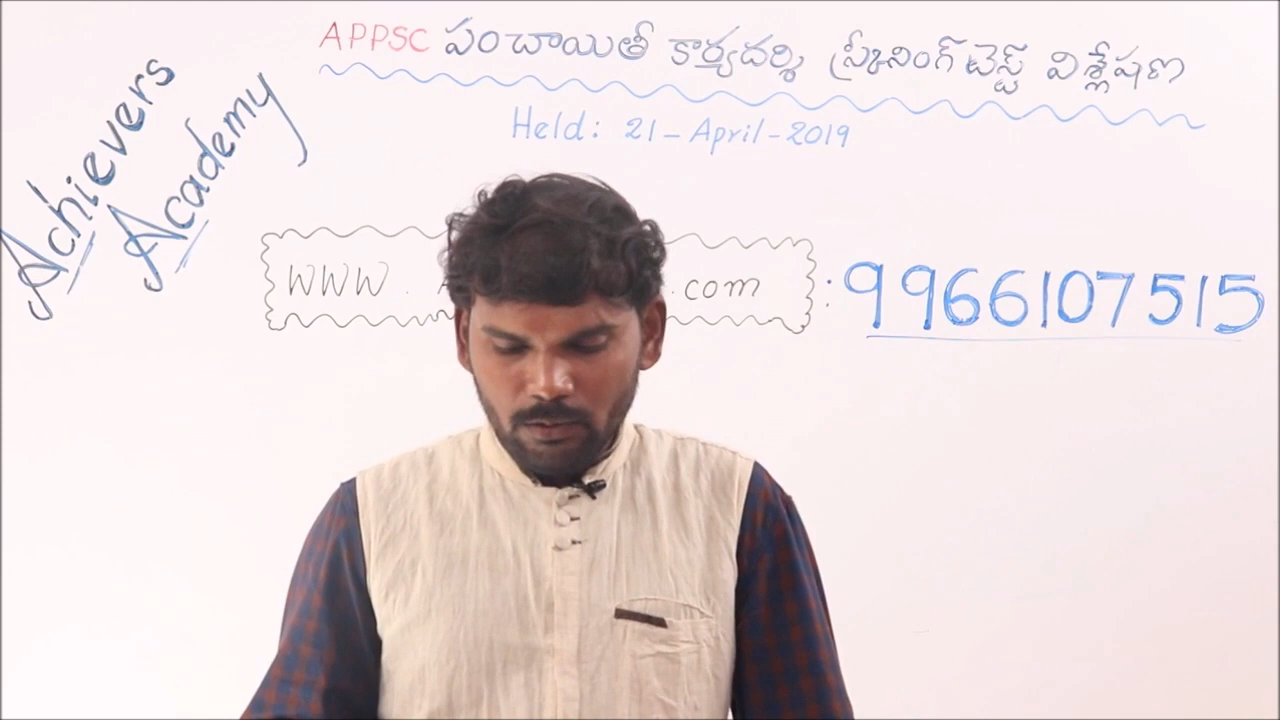 APPSC పంచాయితీ కార్యదర్శి స్క్రీనింగ్ టెస్ట్ విశ్లేషణ
Held: 21-April-2019
Achievers
Academy
www. .com : 9966107515